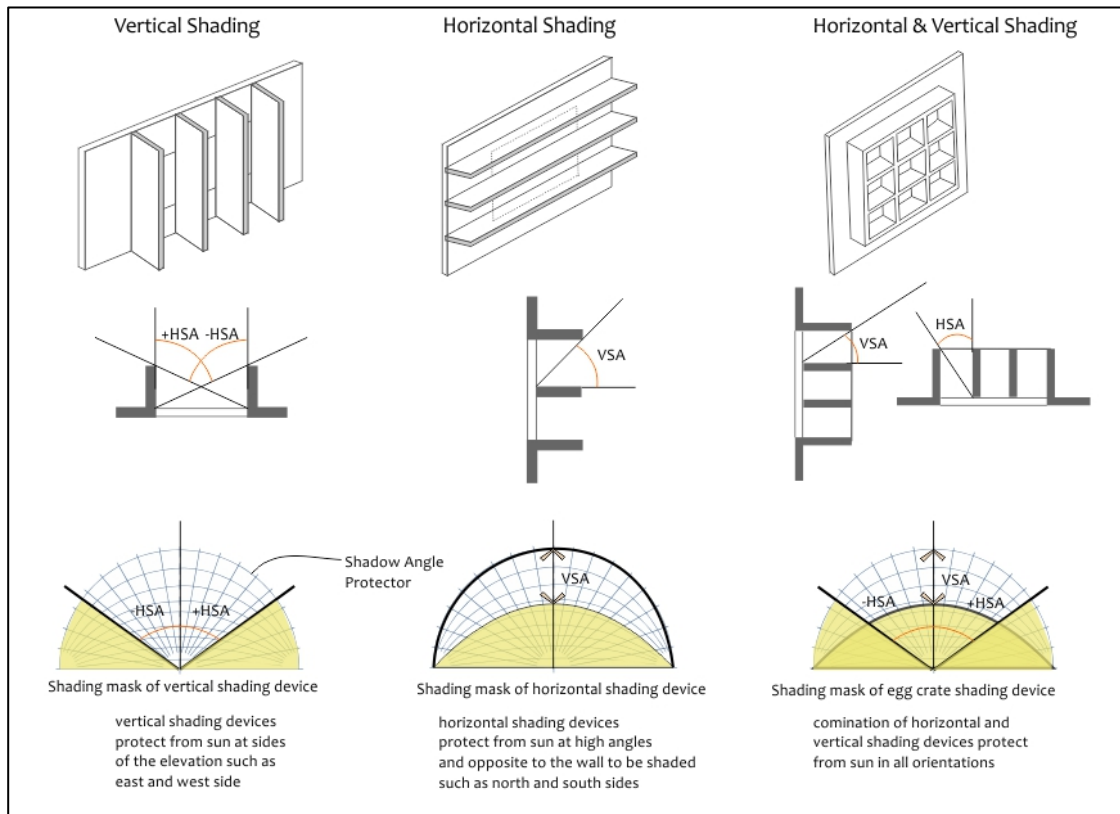 Vertical Shading
Horizontal Shading
Horizontal & Vertical Shading
+HSA -HSA
VSA
VSA
HSA
Shadow Angle
Protector
-HSA +HSA
VSA
VSA
-HSA +HSA
Shading mask of vertical shading device
Shading mask of horizontal shading device
Shading mask of egg crate shading device
vertical shading devices
protect from sun at sides
of the elevation such as
east and west side
horizontal shading devices
protect from sun at high angles
and opposite to the wall to be shaded
such as north and south sides
comination of horizontal and
vertical shading devices protect
from sun in all orientations